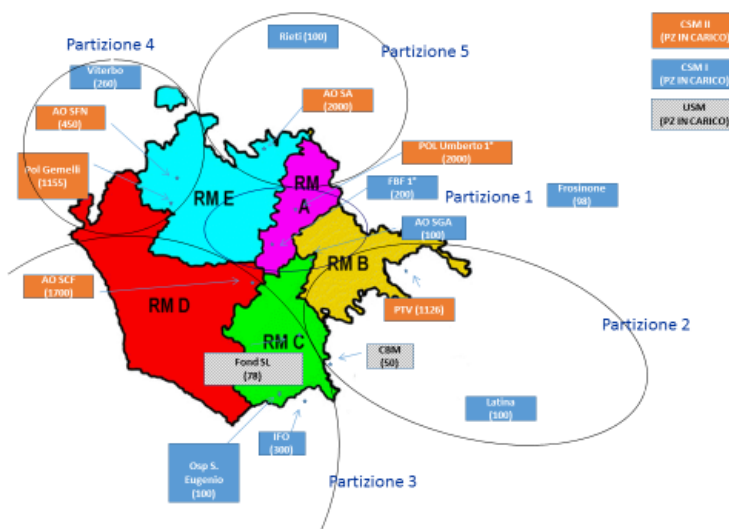 Partizione 4
Viterbo
(260)
Rieti (100)
Partizione 5
CSM II
(PZ IN CARICO)
CSM I
(PZ IN CARICO)
USM
(PZ IN CARICO)
AO SFN
(450)
AO SA
(2000)
Pol Gemelli
(1155)
POL Umberto 1°
(2000)
FBF 1°
(200)
Partizione 1
Frosinone
(98)
RM E
RM
A
AO SGA
(100)
RM B
AO SCF
(1700)
RM D
PTV (1126)
Partizione 2
RM C
Fond SL
(78)
CBM
(50)
Latina
(100)
IFO
(300)
Osp S.
Eugenio
(100)
Partizione 3